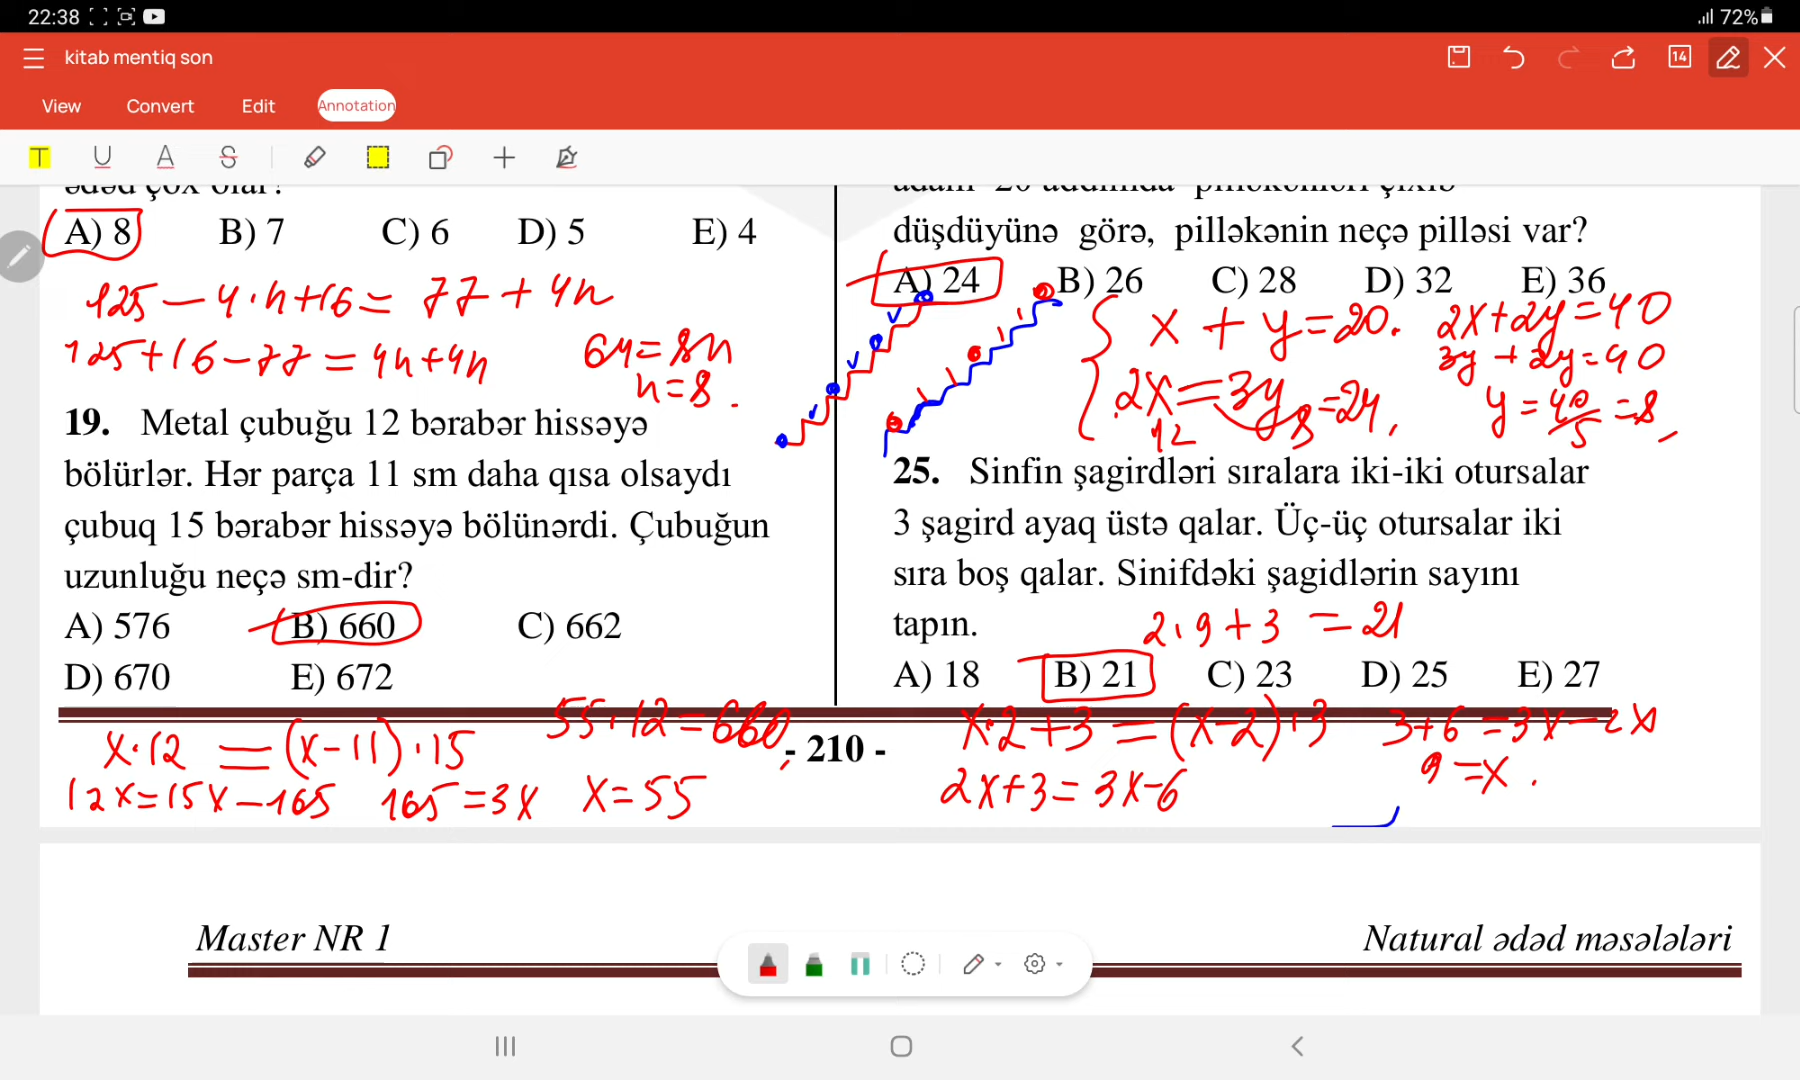 22:38
72%
kitab mentiq son
14
View Convert Edit Annotation
T U A S
A) 8 B) 7 C) 6 D) 5 E) 4
125 – 4·n+16 = 77 + 4n
125+16–77 = 4n+4n 64=8n
n=8.
19. Metal çubuğu 12 bərabər hissəyə
bölürlər. Hər parça 11 sm daha qısa olsaydı
çubuq 15 bərabər hissəyə bölünərdi. Çubuğun
uzunluğu neçə sm-dir?
A) 576 B) 660 C) 662
D) 670 E) 672
55·12=660,
x·12 = (x–11)·15
12x=15x–165 165=3x x=55
düşdüyünə görə, pilləkənin neçə pilləsi var?
A) 24 B) 26 C) 28 D) 32 E) 36
x + y=20. 2x+2y=40
3y+2y=40
2x=3y=24, y=40/5=8,
12 8
25. Sinfin şagirdləri sıralara iki-iki otursalar
3 şagird ayaq üstə qalar. Üç-üç otursalar iki
sıra boş qalar. Sinifdəki şagidlərin sayını
tapın. 2·9+3 = 21
A) 18 B) 21 C) 23 D) 25 E) 27
x·2+3=(x-2)·3 3+6=3x–2x
2x+3=3x-6 9=x.
- 210 -
Master NR 1 Natural ədəd məsələləri